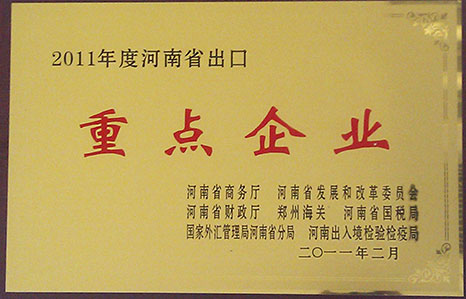 2011年度河南省出口
重点企业
河南省商务厅 河南省发展和改革委员会
河南省财政厅 郑州海关 河南省国税局
国家外汇管理局河南省分局 河南出入境检验检疫局
二〇一一年二月